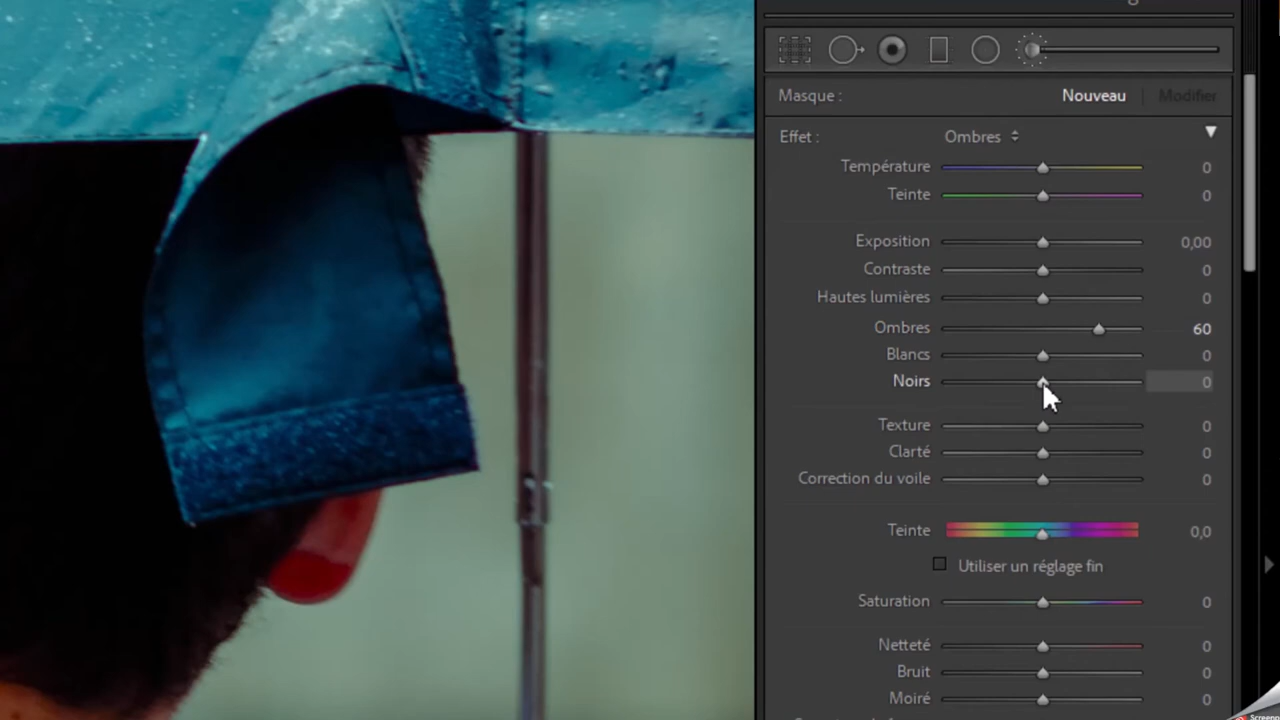 Masque :
Nouveau
Modifier
Effet :
Ombres
Température 0
Teinte 0
Exposition 0,00
Contraste 0
Hautes lumières 0
Ombres 60
Blancs 0
Noirs 0
Texture 0
Clarté 0
Correction du voile 0
Teinte 0,0
Utiliser un réglage fin
Saturation 0
Netteté 0
Bruit 0
Moiré 0